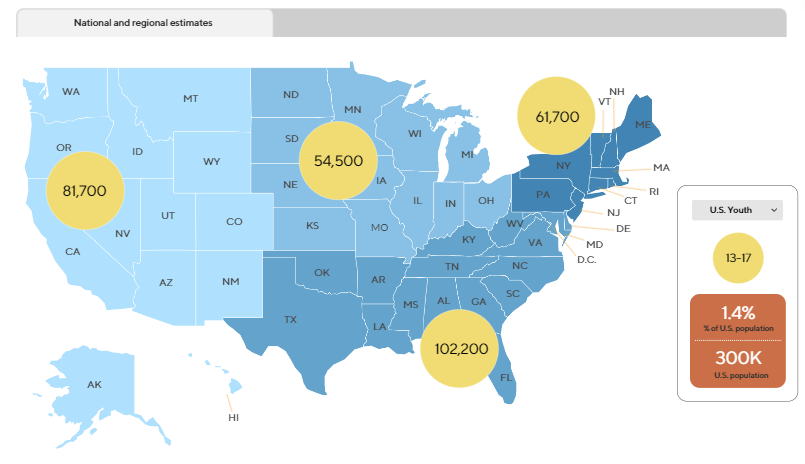 National and regional estimates
WA
MT
ND
MN
OR
ID
SD
WI
MI
WY
81,700
54,500
61,700
NH
VT
ME
NY
MA
RI
CT
NJ
DE
MD
D.C.
PA
NE
IA
IL
IN
OH
NV
UT
CO
CA
KS
MO
KY
WV
VA
AZ
NM
OK
AR
TN
NC
TX
LA
MS
AL
GA
SC
102,200
FL
AK
HI
U.S. Youth
13-17
1.4%
% of U.S. population
300K
U.S. population